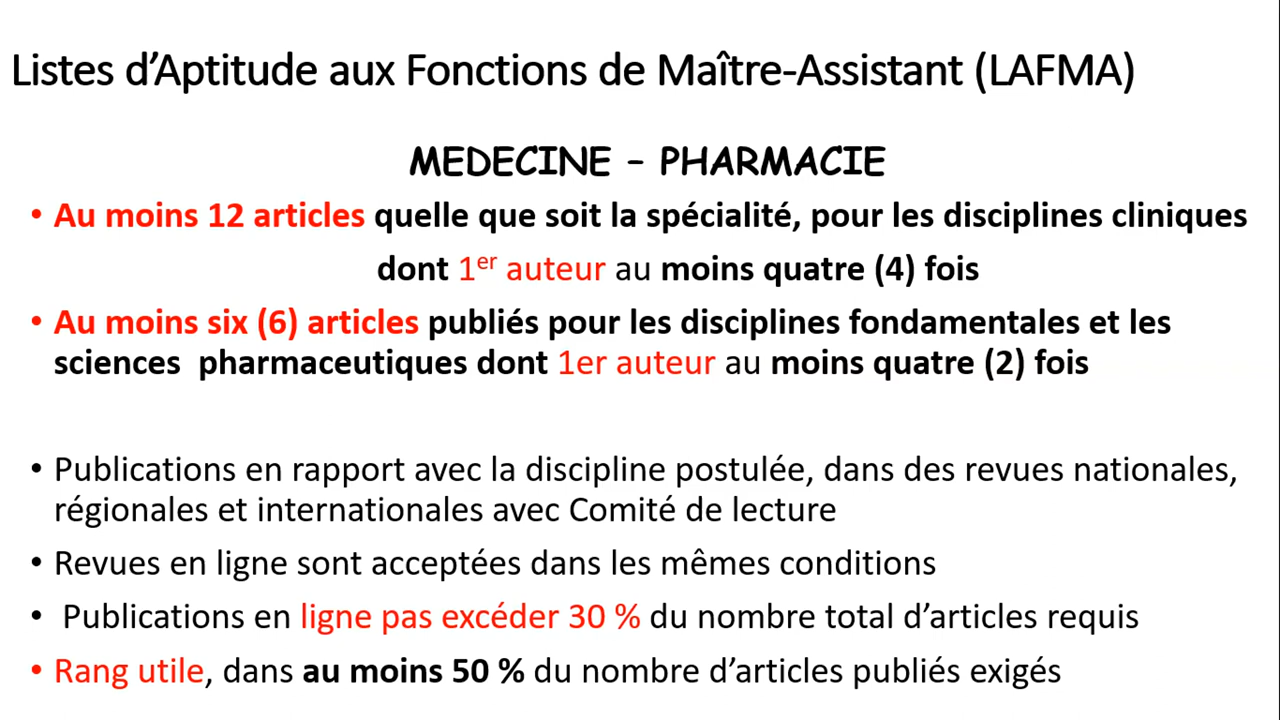 Listes d’Aptitude aux Fonctions de Maître-Assistant (LAFMA)
MEDECINE – PHARMACIE
• Au moins 12 articles quelle que soit la spécialité, pour les disciplines cliniques
dont 1er auteur au moins quatre (4) fois
• Au moins six (6) articles publiés pour les disciplines fondamentales et les
sciences pharmaceutiques dont 1er auteur au moins quatre (2) fois
• Publications en rapport avec la discipline postulée, dans des revues nationales,
régionales et internationales avec Comité de lecture
• Revues en ligne sont acceptées dans les mêmes conditions
• Publications en ligne pas excéder 30 % du nombre total d’articles requis
• Rang utile, dans au moins 50 % du nombre d’articles publiés exigés